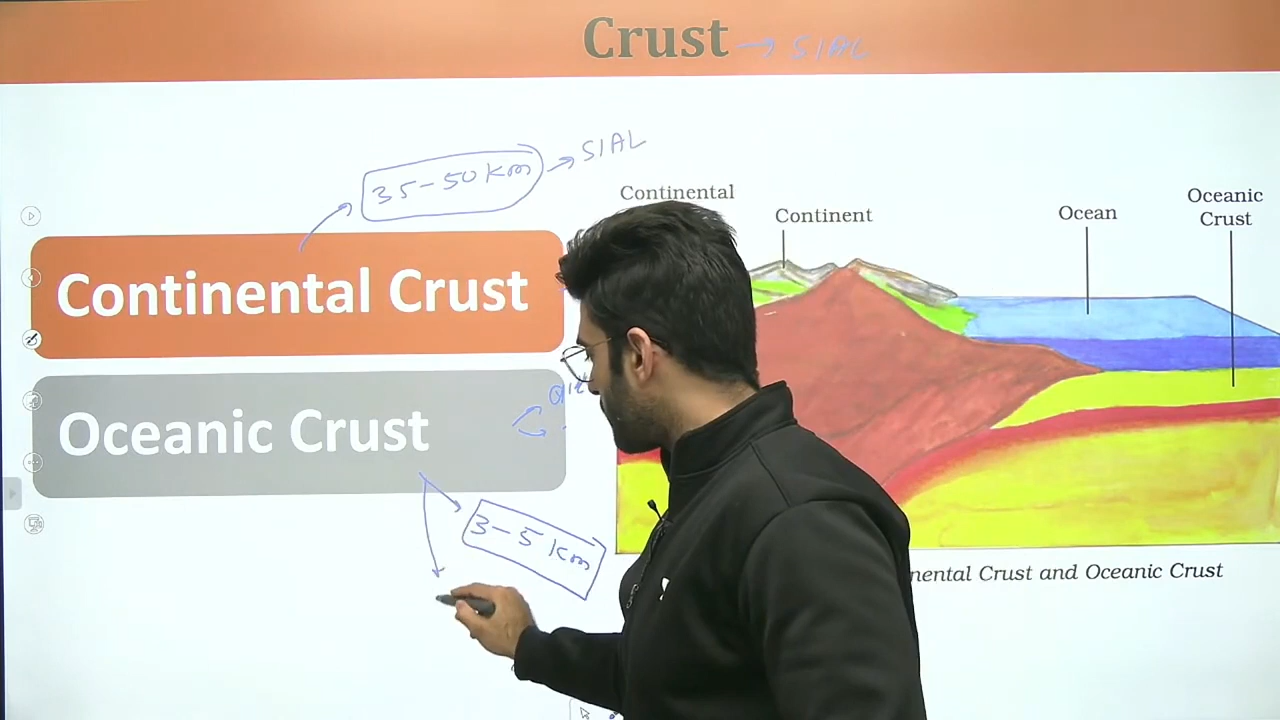 Crust → SIAL
35-50 km → SIAL
Continental
Continent
Ocean
Oceanic
Crust
Continental Crust
Oceanic Crust
3-5 km
nental Crust and Oceanic Crust